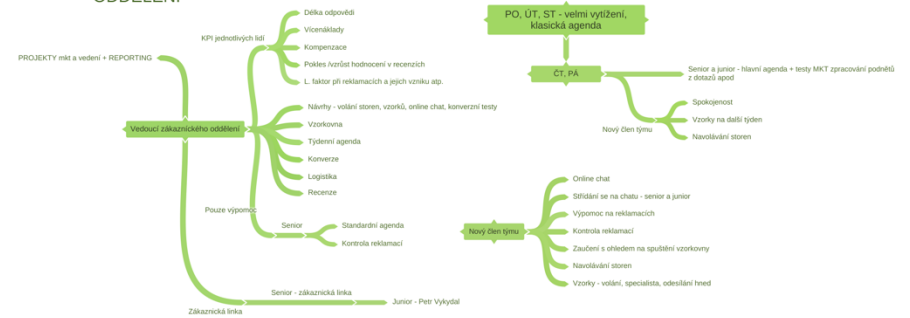 ODDĚLENÍ
PROJEKTY mkt a vedení + REPORTING
Vedoucí zákaznického oddělení
KPI jednotlivých lidí
Délka odpovědi
Vícenáklady
Kompenzace
Pokles /vzrůst hodnocení v recenzích
L. faktor při reklamacích a jejich vzniku atp.
Návrhy - volání storen, vzorků, online chat, konverzní testy
Vzorkovna
Týdenní agenda
Konverze
Logistika
Recenze
Pouze výpomoc
Senior
Standardní agenda
Kontrola reklamací
Zákaznická linka
Senior - zákaznická linka
Junior - Petr Vykydal
PO, ÚT, ST - velmi vytížení,
klasická agenda
ČT, PÁ
Senior a junior - hlavní agenda + testy MKT zpracování podnětů
z dotazů apod
Nový člen týmu
Spokojenost
Vzorky na další týden
Navolávání storen
Nový člen týmu
Online chat
Střídání se na chatu - senior a junior
Výpomoc na reklamacích
Kontrola reklamací
Zaučení s ohledem na spuštění vzorkovny
Navolávání storen
Vzorky - volání, specialista, odesílání hned